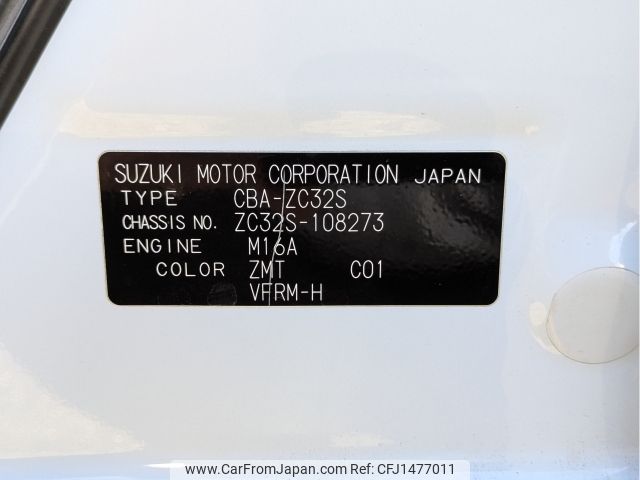 SUZUKI MOTOR CORPORATION JAPAN
TYPE CBA-ZC32S
CHASSIS NO. ZC32S-108273
ENGINE M16A
COLOR ZMT C01
VFRM-H
www.CarFromJapan.com CFJ1477011